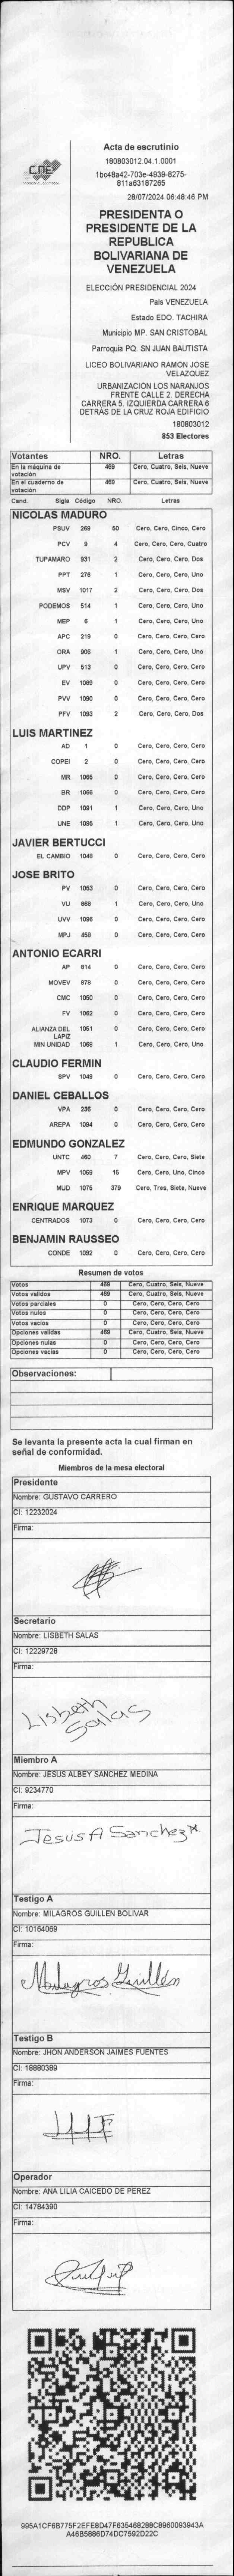 CNE
Acta de escrutinio
180803012.04.1.0001
1bc48a42-703e-4939-8275-
811a63187265
28/07/2024 06:48:46 PM
PRESIDENTA O
PRESIDENTE DE LA
REPUBLICA
BOLIVARIANA DE
VENEZUELA
ELECCIÓN PRESIDENCIAL 2024
País VENEZUELA
Estado EDO. TACHIRA
Municipio MP. SAN CRISTOBAL
Parroquia PQ. SN JUAN BAUTISTA
LICEO BOLIVARIANO RAMON JOSE
VELAZQUEZ
URBANIZACION LOS NARANJOS
FRENTE CALLE 2. DERECHA
CARRERA 5. IZQUIERDA CARRERA 6
DETRÁS DE LA CRUZ ROJA EDIFICIO
180803012
853 Electores
Votantes NRO. Letras
En la máquina de votación 469 Cero, Cuatro, Seis, Nueve
En el cuaderno de votación 469 Cero, Cuatro, Seis, Nueve
Cand. Sigla Código NRO. Letras
NICOLAS MADURO
PSUV 269 50 Cero, Cero, Cinco, Cero
PCV 9 4 Cero, Cero, Cero, Cuatro
TUPAMARO 931 2 Cero, Cero, Cero, Dos
PPT 276 1 Cero, Cero, Cero, Uno
MSV 1017 2 Cero, Cero, Cero, Dos
PODEMOS 514 1 Cero, Cero, Cero, Uno
MEP 6 1 Cero, Cero, Cero, Uno
APC 219 0 Cero, Cero, Cero, Cero
ORA 906 1 Cero, Cero, Cero, Uno
UPV 513 0 Cero, Cero, Cero, Cero
EV 1089 0 Cero, Cero, Cero, Cero
PVV 1090 0 Cero, Cero, Cero, Cero
PFV 1093 2 Cero, Cero, Cero, Dos
LUIS MARTINEZ
AD 1 0 Cero, Cero, Cero, Cero
COPEI 2 0 Cero, Cero, Cero, Cero
MR 1065 0 Cero, Cero, Cero, Cero
BR 1066 0 Cero, Cero, Cero, Cero
DDP 1091 1 Cero, Cero, Cero, Uno
UNE 1095 1 Cero, Cero, Cero, Uno
JAVIER BERTUCCI
EL CAMBIO 1048 0 Cero, Cero, Cero, Cero
JOSE BRITO
PV 1053 0 Cero, Cero, Cero, Cero
VU 868 1 Cero, Cero, Cero, Uno
UVV 1096 0 Cero, Cero, Cero, Cero
MPJ 458 0 Cero, Cero, Cero, Cero
ANTONIO ECARRI
AP 814 0 Cero, Cero, Cero, Cero
MOVEV 878 0 Cero, Cero, Cero, Cero
CMC 1050 0 Cero, Cero, Cero, Cero
FV 1062 0 Cero, Cero, Cero, Cero
ALIANZA DEL LAPIZ 1051 0 Cero, Cero, Cero, Cero
MIN UNIDAD 1068 1 Cero, Cero, Cero, Uno
CLAUDIO FERMIN
SPV 1049 0 Cero, Cero, Cero, Cero
DANIEL CEBALLOS
VPA 236 0 Cero, Cero, Cero, Cero
AREPA 1094 0 Cero, Cero, Cero, Cero
EDMUNDO GONZALEZ
UNTC 460 7 Cero, Cero, Cero, Siete
MPV 1069 15 Cero, Cero, Uno, Cinco
MUD 1075 379 Cero, Tres, Siete, Nueve
ENRIQUE MARQUEZ
CENTRADOS 1073 0 Cero, Cero, Cero, Cero
BENJAMIN RAUSSEO
CONDE 1092 0 Cero, Cero, Cero, Cero
Resumen de votos
Votos 469 Cero, Cuatro, Seis, Nueve
Votos validos 469 Cero, Cuatro, Seis, Nueve
Votos parciales 0 Cero, Cero, Cero, Cero
Votos nulos 0 Cero, Cero, Cero, Cero
Votos vacios 0 Cero, Cero, Cero, Cero
Opciones validas 469 Cero, Cuatro, Seis, Nueve
Opciones nulas 0 Cero, Cero, Cero, Cero
Opciones vacias 0 Cero, Cero, Cero, Cero
Observaciones:
Se levanta la presente acta la cual firman en
señal de conformidad.
Miembros de la mesa electoral
Presidente
Nombre: GUSTAVO CARRERO
CI: 12232024
Firma:
Secretario
Nombre: LISBETH SALAS
CI: 12229728
Firma:
Lisbeth
Salas
Miembro A
Nombre: JESUS ALBEY SANCHEZ MEDINA
CI: 9234770
Firma:
Jesus A Sanchez M.
Testigo A
Nombre: MILAGROS GUILLEN BOLIVAR
CI: 10164069
Firma:
Milagros Guillén
Testigo B
Nombre: JHON ANDERSON JAIMES FUENTES
CI: 18880389
Firma:
Operador
Nombre: ANA LILIA CAICEDO DE PEREZ
CI: 14784390
Firma:
995A1CF6B775F2EFE8D47F635468288C8960093943A
A46B5886D74DC7592D22C